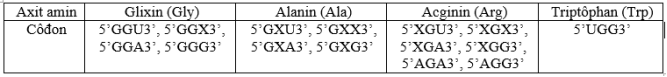 Axit amin Glixin (Gly) Alanin (Ala) Acginin (Arg) Triptôphan (Trp)
Côđon 5’GGU3’, 5’GGX3’, 5’GXU3’, 5’GXX3’, 5’XGU3’, 5’XGX3’, 5’UGG3’
5’GGA3’, 5’GGG3’ 5’GXA3’, 5’GXG3’ 5’XGA3’, 5’XGG3’,
5’AGA3’, 5’AGG3’